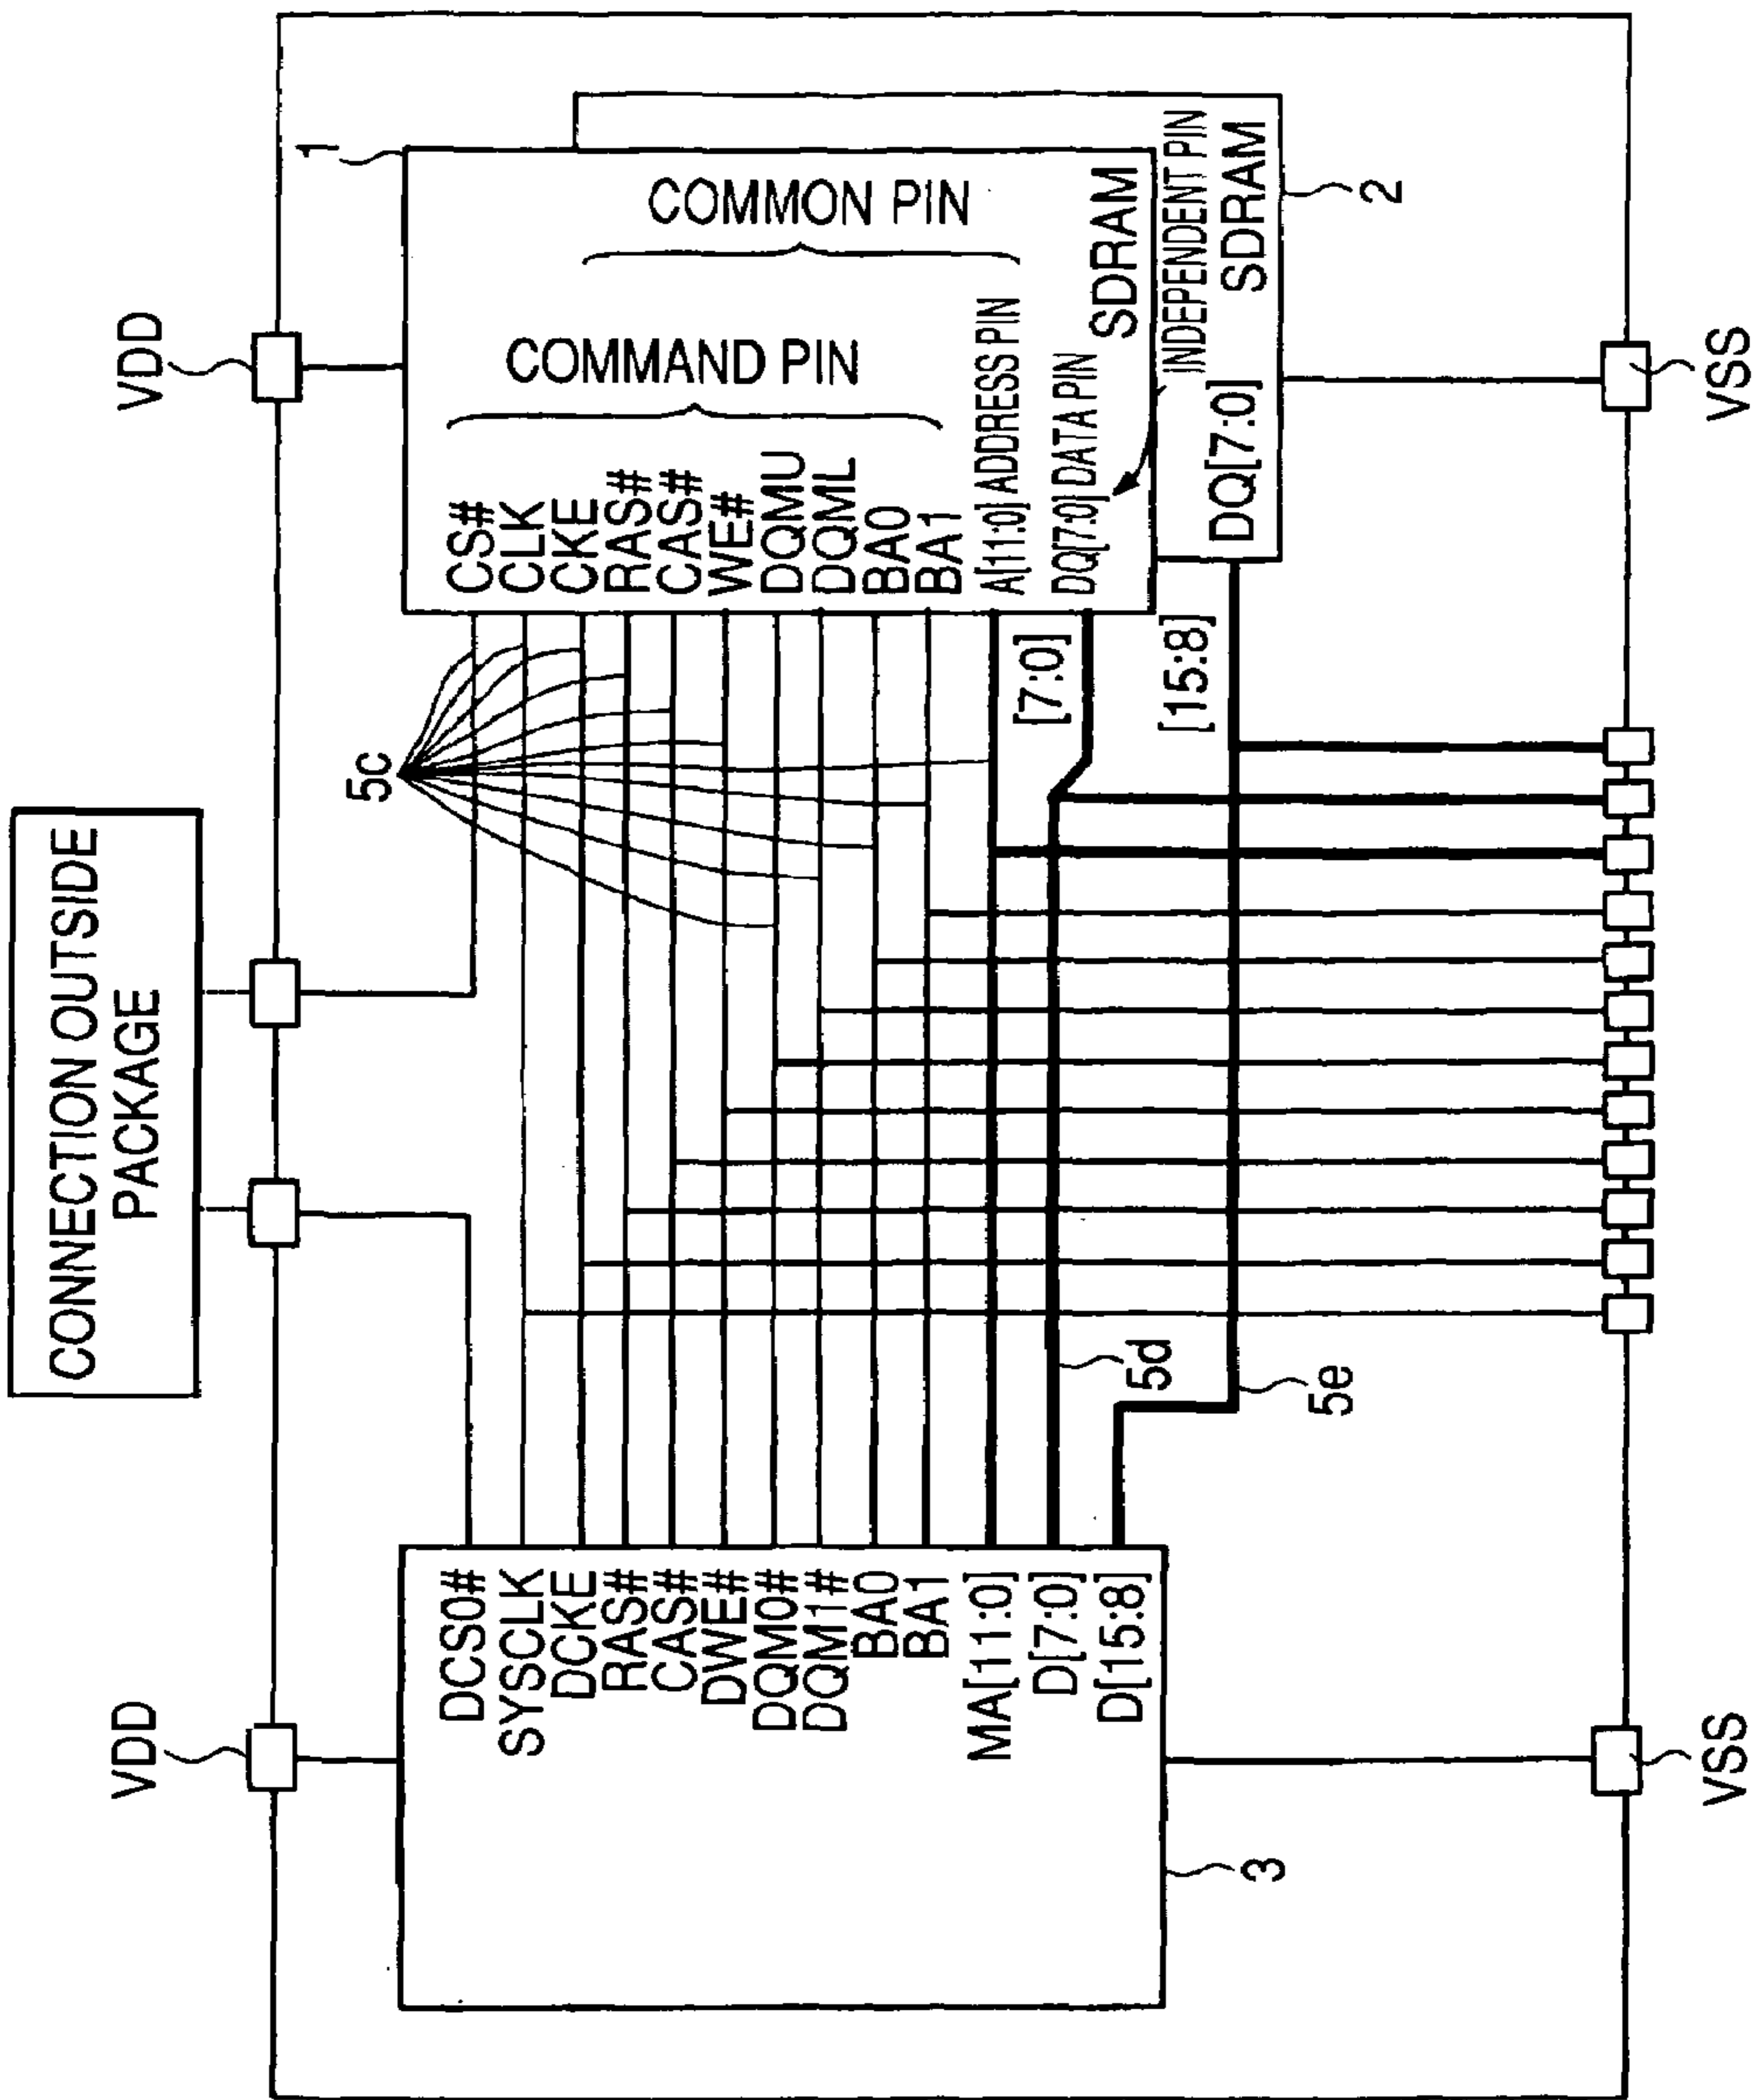 CONNECTION OUTSIDE
PACKAGE
VDD
VDD
5c
1
DCS0#
SYSCLK
DCKE
RAS#
CAS#
DWE#
DQM0#
DQM1#
BA0
BA1
MA[11:0]
D[7:0]
D[15:8]
CS#
CLK
CKE
RAS#
CAS#
WE#
DQMU
DQML
BA0
BA1
A[11:0] ADDRESS PIN
DQ[7:0] DATA PIN
COMMAND PIN
COMMON PIN
SDRAM
INDEPENDENT PIN
SDRAM
DQ[7:0]
[7:0]
[15:8]
5d
5e
3
2
VSS
VSS